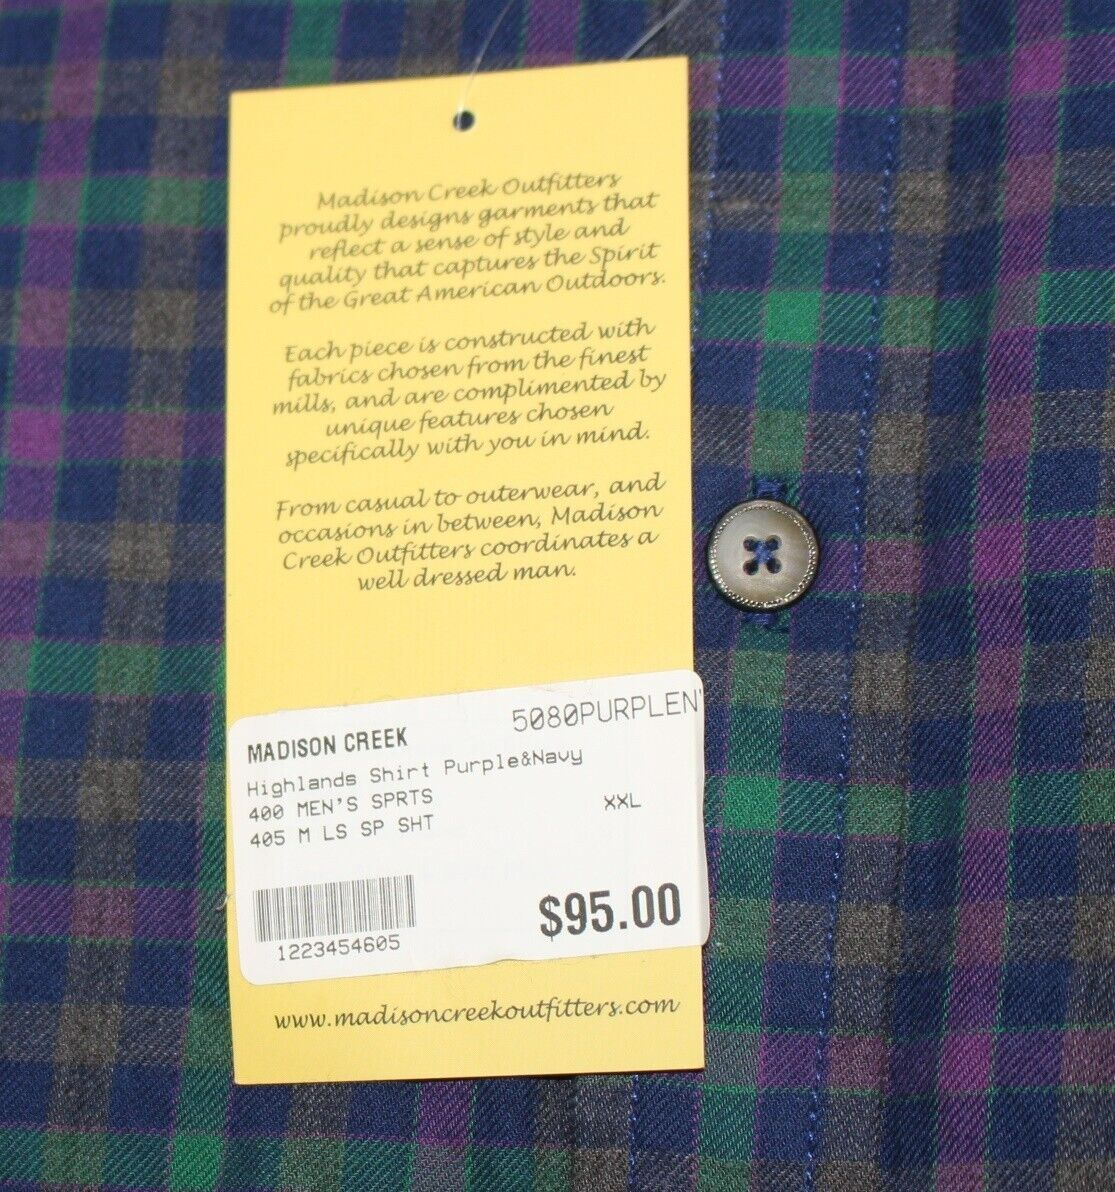 Madison Creek Outfitters
proudly designs garments that
reflect a sense of style and
quality that captures the Spirit
of the Great American Outdoors.
Each piece is constructed with
fabrics chosen from the finest
mills, and are complimented by
unique features chosen
specifically with you in mind.
From casual to outerwear, and
occasions in between, Madison
Creek Outfitters coordinates a
well dressed man.
5080PURPLEN
MADISON CREEK
Highlands Shirt Purple&Navy
400 MEN'S SPRTS
405 M LS SP SHT
XXL
$95.00
1223454605
www.madisoncreekoutfitters.com